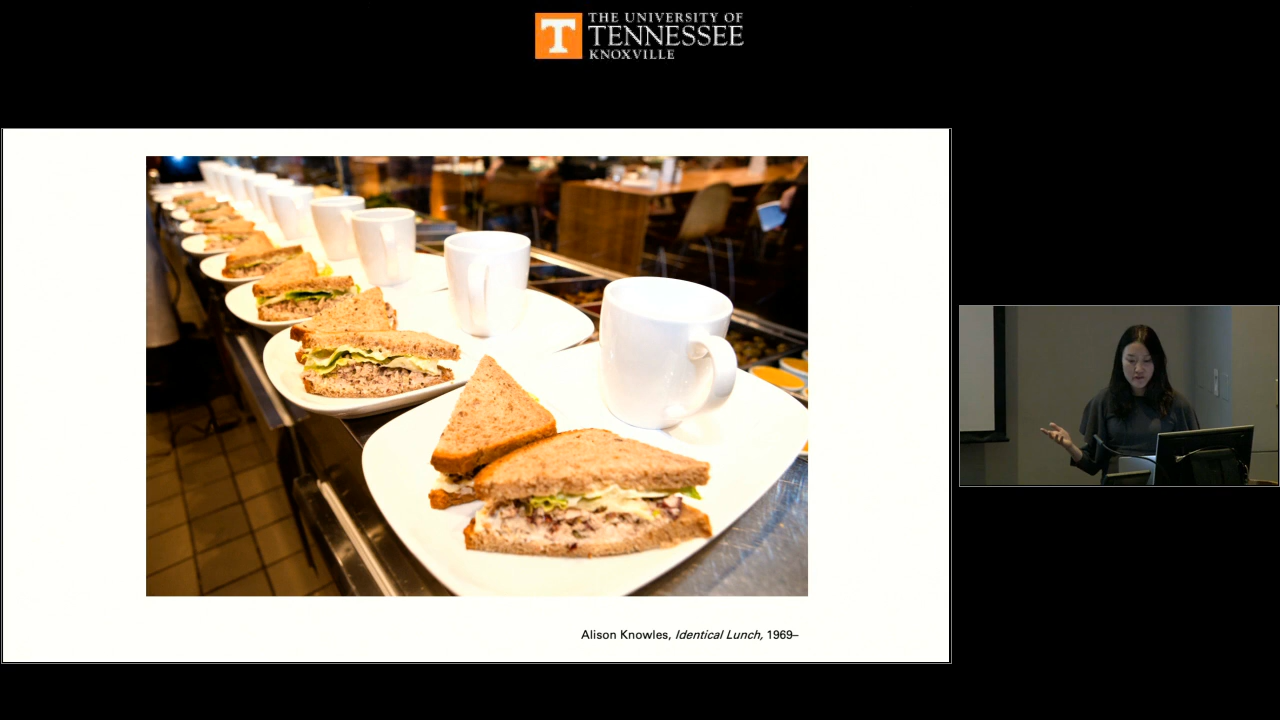 THE UNIVERSITY OF
TENNESSEE
KNOXVILLE
Alison Knowles, Identical Lunch, 1969–